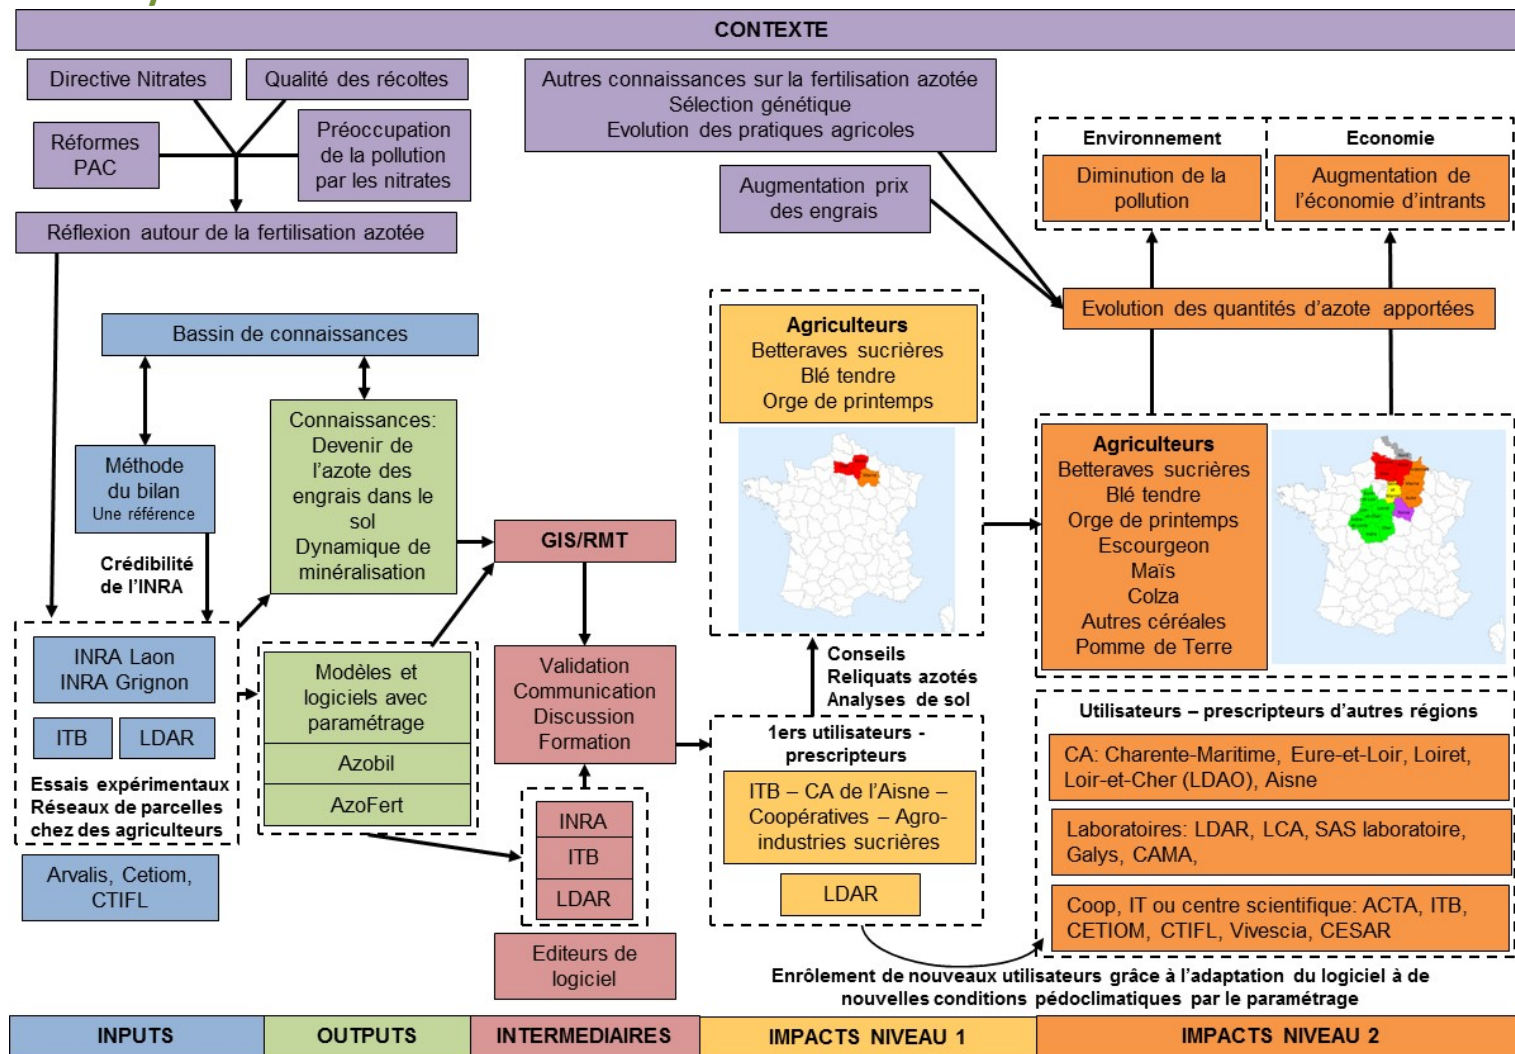 CONTEXTE
Directive Nitrates
Qualité des récoltes
Réformes
PAC
Préoccupation
de la pollution
par les nitrates
Réflexion autour de la fertilisation azotée
Autres connaissances sur la fertilisation azotée
Sélection génétique
Evolution des pratiques agricoles
Augmentation prix
des engrais
Environnement
Diminution de la
pollution
Economie
Augmentation de
l'économie d'intrants
Evolution des quantités d'azote apportées
Bassin de connaissances
Méthode
du bilan
Une référence
Crédibilité
de l'INRA
INRA Laon
INRA Grignon
ITB
LDAR
Essais expérimentaux
Réseaux de parcelles
chez des agriculteurs
Arvalis, Cetiom,
CTIFL
Connaissances:
Devenir de
l'azote des
engrais dans le
sol
Dynamique de
minéralisation
Modèles et
logiciels avec
paramétrage
Azobil
AzoFert
GIS/RMT
Validation
Communication
Discussion
Formation
INRA
ITB
LDAR
Editeurs de
logiciel
Agriculteurs
Betteraves sucrières
Blé tendre
Orge de printemps
Conseils
Reliquats azotés
Analyses de sol
1ers utilisateurs -
prescripteurs
ITB – CA de l'Aisne –
Coopératives – Agro-
industries sucrières
LDAR
Agriculteurs
Betteraves sucrières
Blé tendre
Orge de printemps
Escourgeon
Maïs
Colza
Autres céréales
Pomme de Terre
Utilisateurs – prescripteurs d'autres régions
CA: Charente-Maritime, Eure-et-Loir, Loiret,
Loir-et-Cher (LDAO), Aisne
Laboratoires: LDAR, LCA, SAS laboratoire,
Galys, CAMA,
Coop, IT ou centre scientifique: ACTA, ITB,
CETIOM, CTIFL, Vivescia, CESAR
Enrôlement de nouveaux utilisateurs grâce à l'adaptation du logiciel à de
nouvelles conditions pédoclimatiques par le paramétrage
INPUTS
OUTPUTS
INTERMEDIAIRES
IMPACTS NIVEAU 1
IMPACTS NIVEAU 2